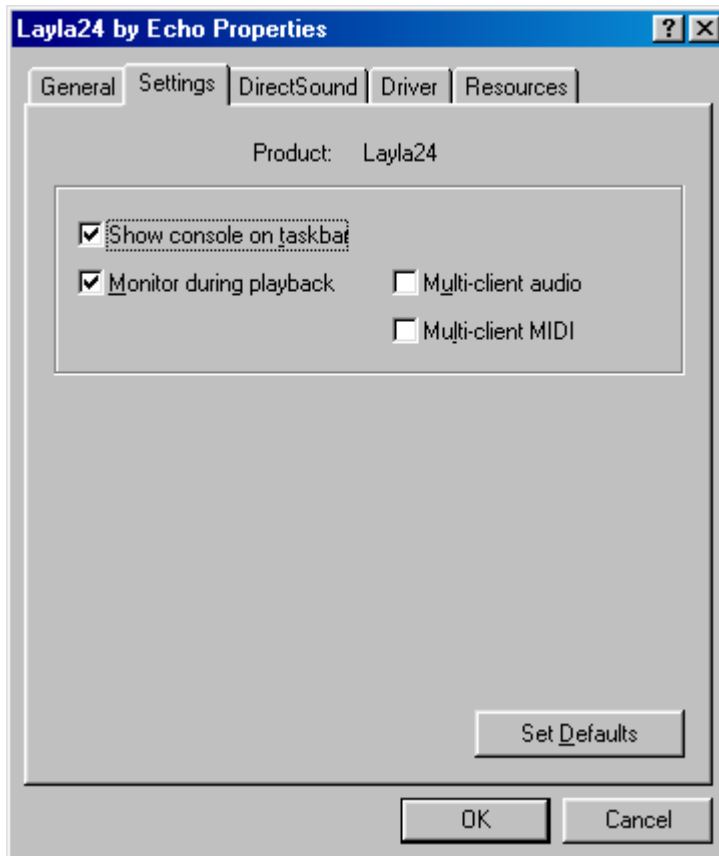 Layla24 by Echo Properties
General Settings DirectSound Driver Resources
Product: Layla24
Show console on taskbar
Monitor during playback Multi-client audio
Multi-client MIDI
Set Defaults
OK Cancel